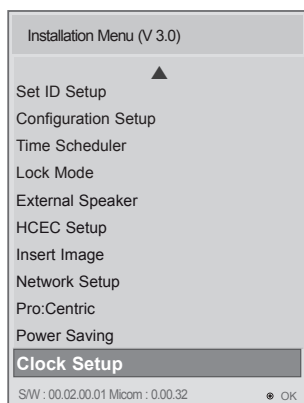 Installation Menu (V 3.0)
Set ID Setup
Configuration Setup
Time Scheduler
Lock Mode
External Speaker
HCEC Setup
Insert Image
Network Setup
Pro:Centric
Power Saving
Clock Setup
S/W : 00.02.00.01 Micom : 0.00.32 OK